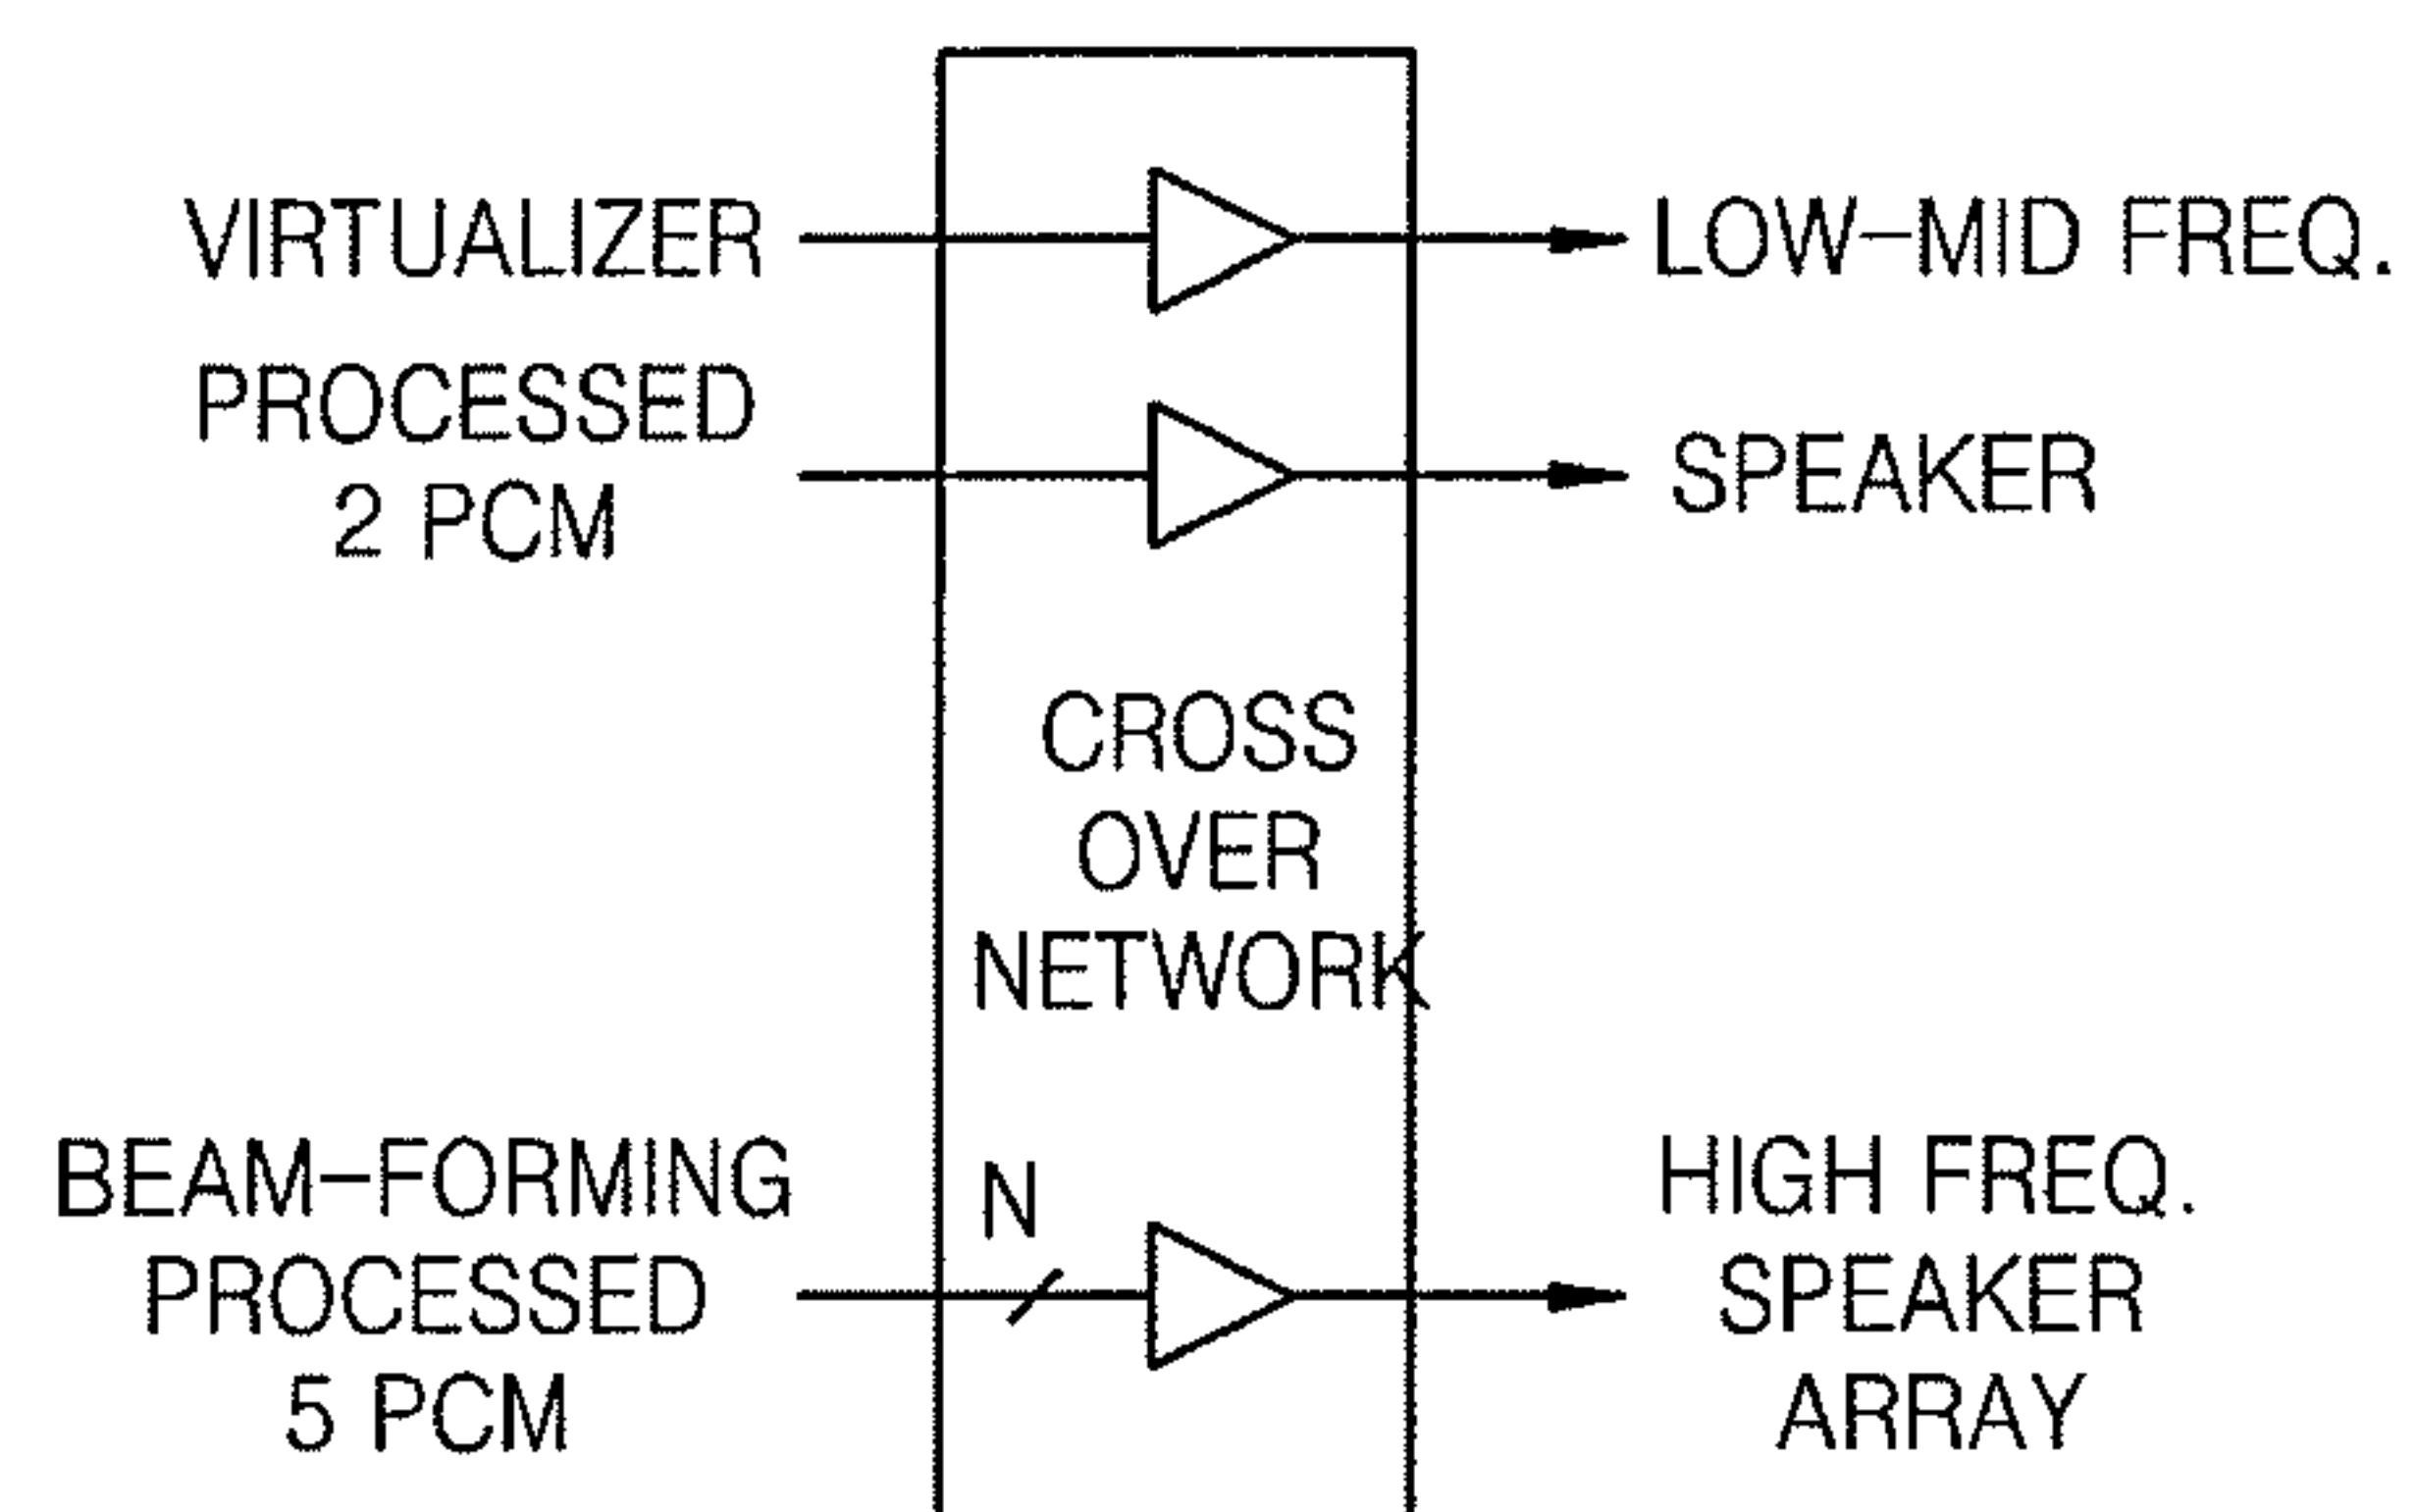 VIRTUALIZER
PROCESSED
2 PCM
LOW-MID FREQ.
SPEAKER
CROSS
OVER
NETWORK
BEAM-FORMING
PROCESSED
5 PCM
N
HIGH FREQ.
SPEAKER
ARRAY